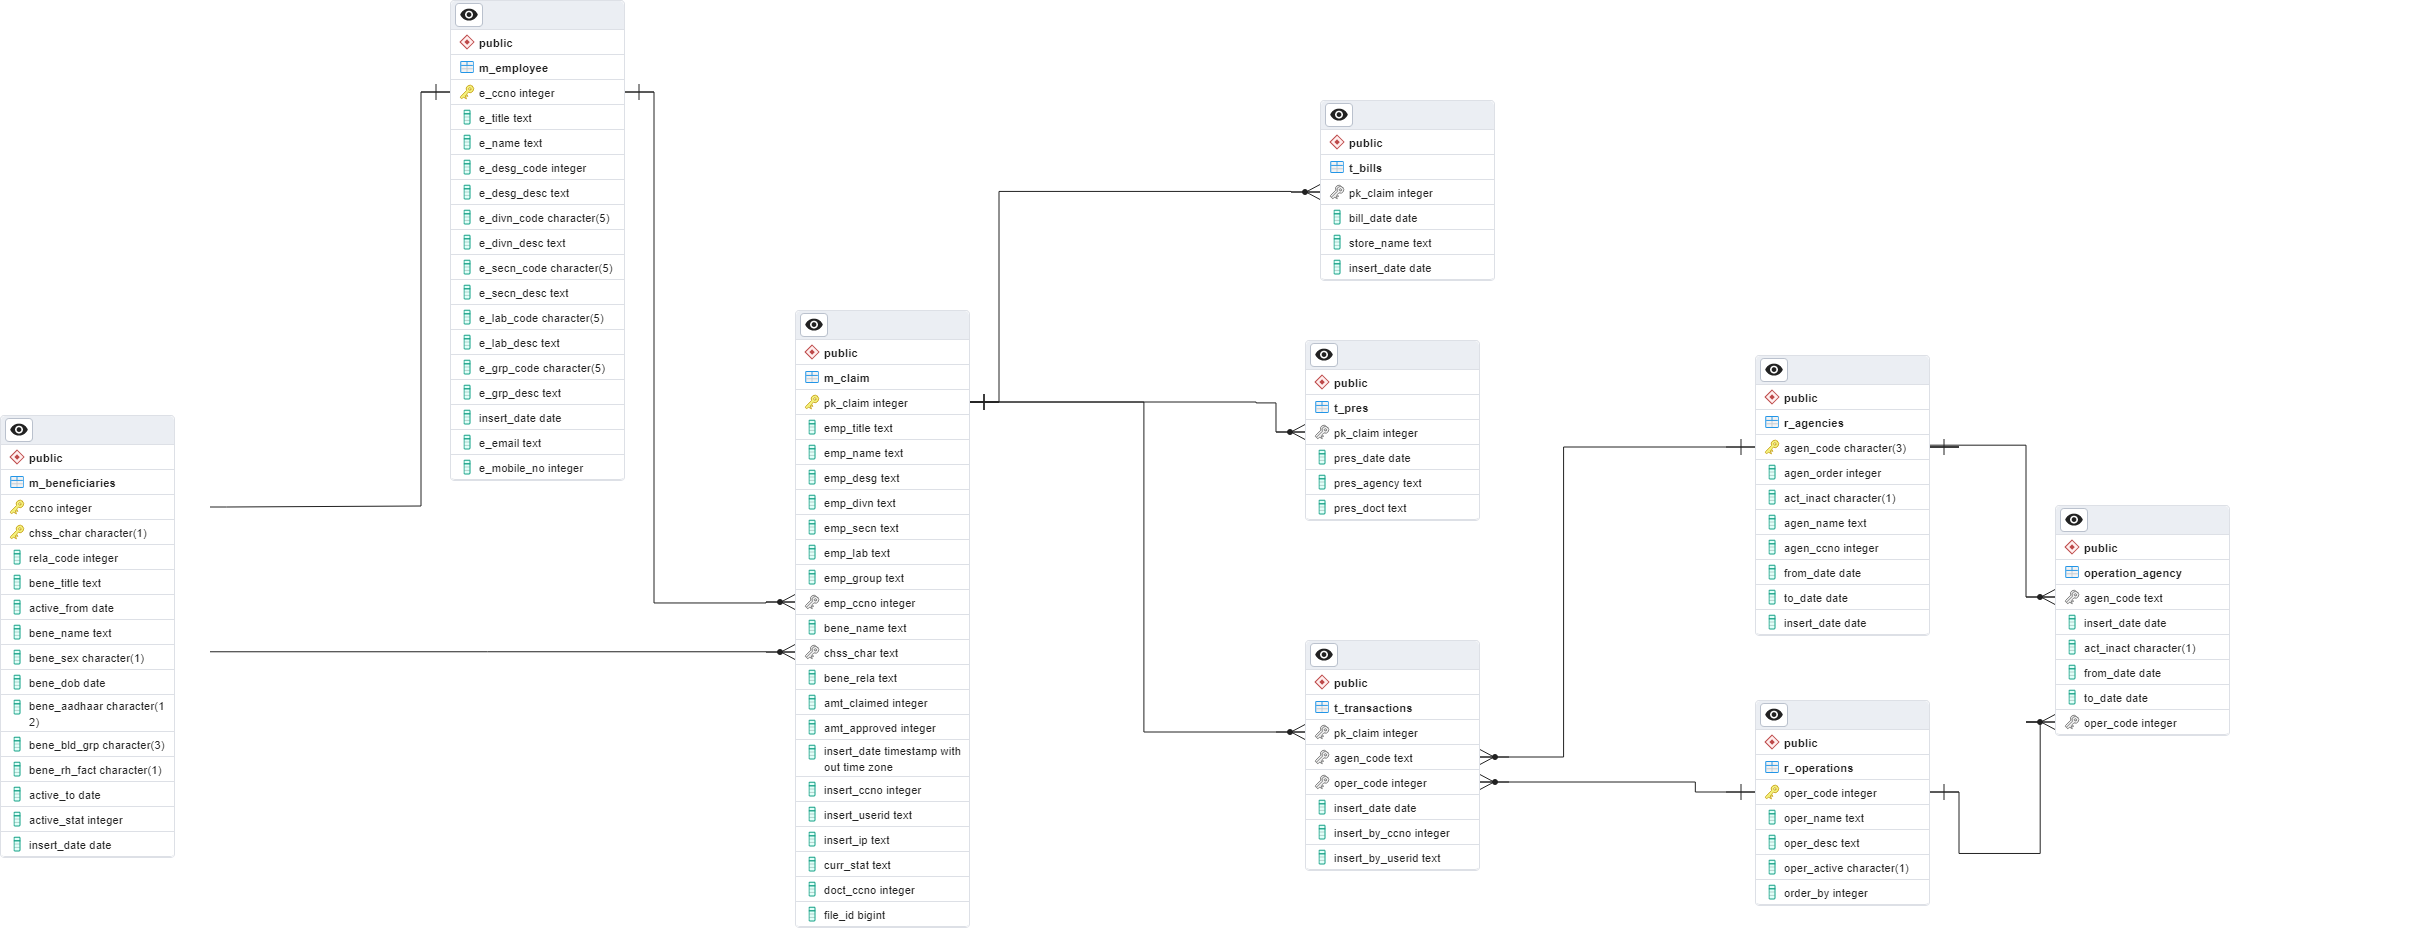 public
m_employee
e_ccno integer
e_title text
e_name text
e_desg_code integer
e_desg_desc text
e_divn_code character(5)
e_divn_desc text
e_secn_code character(5)
e_secn_desc text
e_lab_code character(5)
e_lab_desc text
e_grp_code character(5)
e_grp_desc text
insert_date date
e_email text
e_mobile_no integer
public
m_beneficiaries
ccno integer
chss_char character(1)
rela_code integer
bene_title text
active_from date
bene_name text
bene_sex character(1)
bene_dob date
bene_aadhaar character(1
2)
bene_bld_grp character(3)
bene_rh_fact character(1)
active_to date
active_stat integer
insert_date date
public
m_claim
pk_claim integer
emp_title text
emp_name text
emp_desg text
emp_divn text
emp_secn text
emp_lab text
emp_group text
emp_ccno integer
bene_name text
chss_char text
bene_rela text
amt_claimed integer
amt_approved integer
insert_date timestamp with
out time zone
insert_ccno integer
insert_userid text
insert_ip text
curr_stat text
doct_ccno integer
file_id bigint
public
t_bills
pk_claim integer
bill_date date
store_name text
insert_date date
public
t_pres
pk_claim integer
pres_date date
pres_agency text
pres_doct text
public
t_transactions
pk_claim integer
agen_code text
oper_code integer
insert_date date
insert_by_ccno integer
insert_by_userid text
public
r_agencies
agen_code character(3)
agen_order integer
act_inact character(1)
agen_name text
agen_ccno integer
from_date date
to_date date
insert_date date
public
r_operations
oper_code integer
oper_name text
oper_desc text
oper_active character(1)
order_by integer
public
operation_agency
agen_code text
insert_date date
act_inact character(1)
from_date date
to_date date
oper_code integer